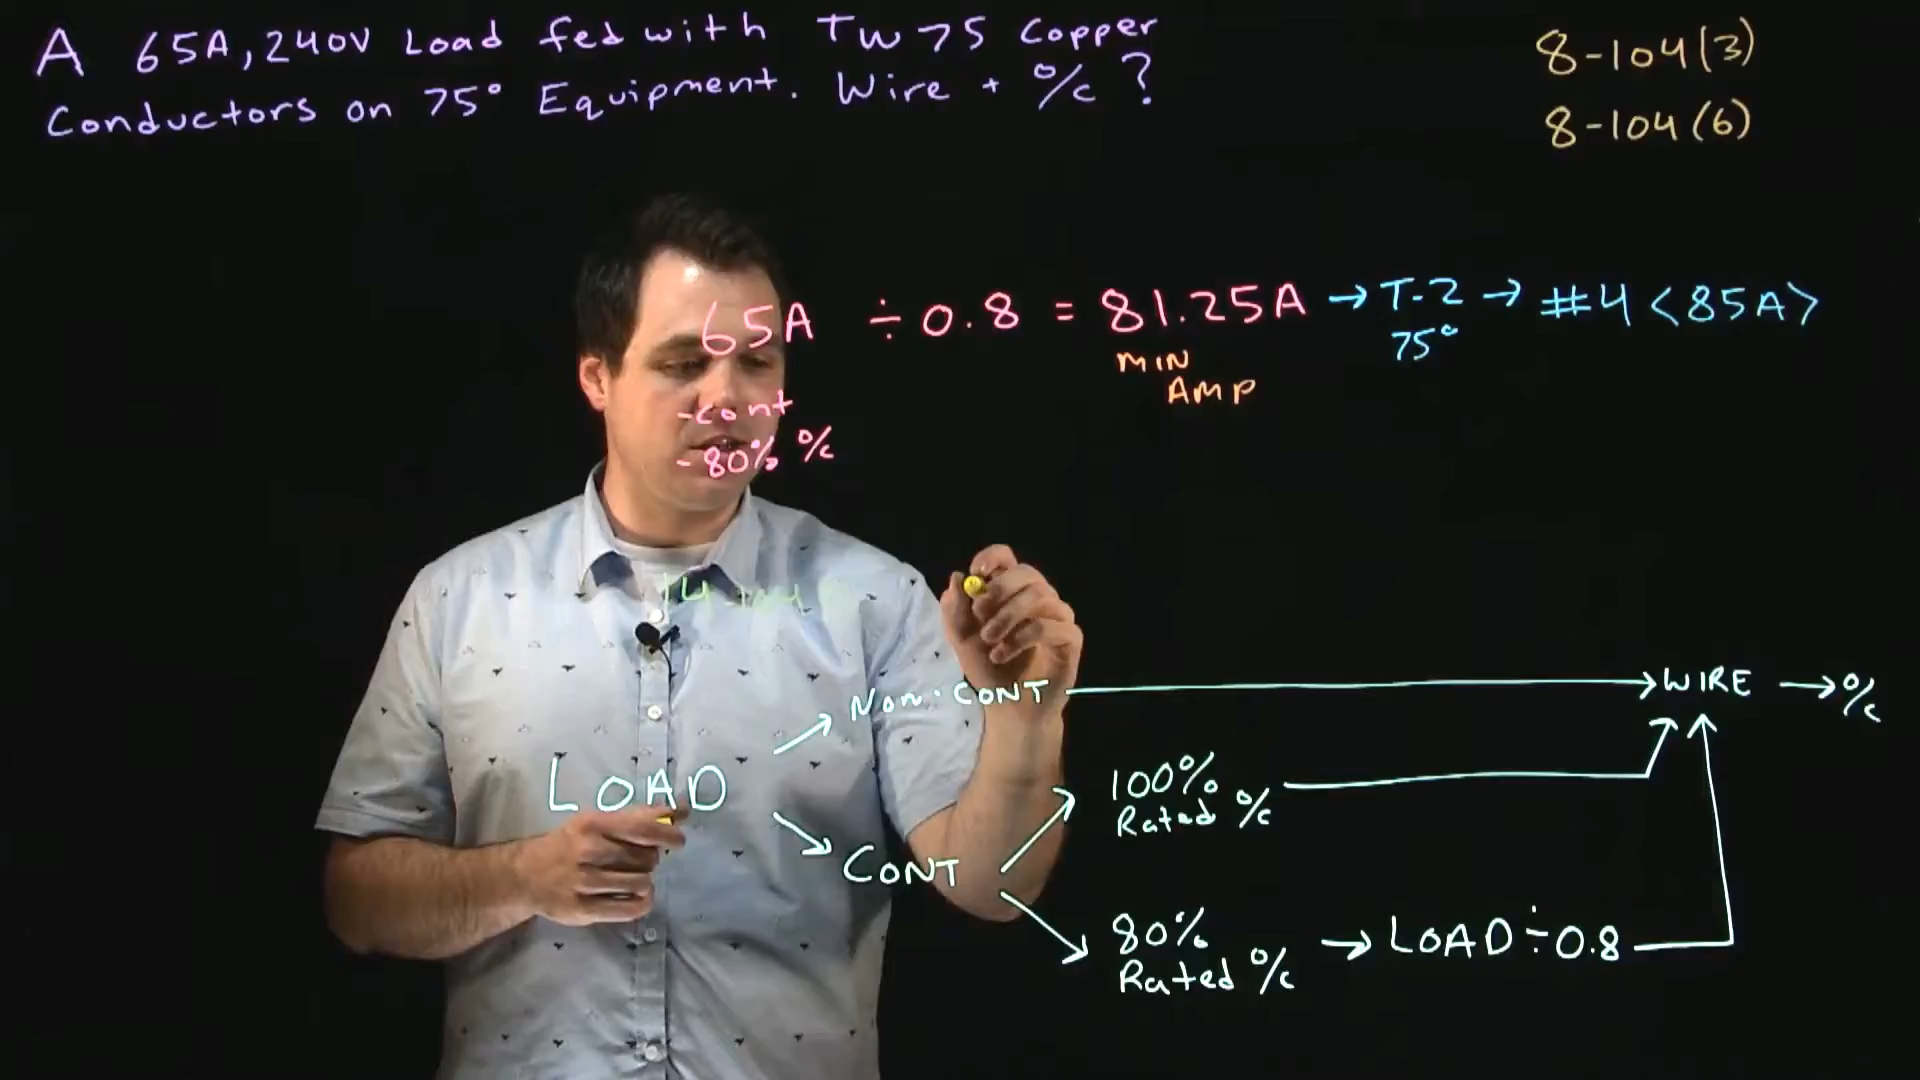 A 65A, 240V Load fed with TW75 Copper
Conductors on 75° Equipment. Wire + o/c ?
8-104(3)
8-104(6)
65A ÷ 0.8 = 81.25A → T-2 → #4 <85A>
75°
MIN
AMP
-cont
-80% o/c
14-104
LOAD
Non-CONT → WIRE → o/c
100%
Rated o/c
CONT
80% → LOAD ÷ 0.8
Rated o/c